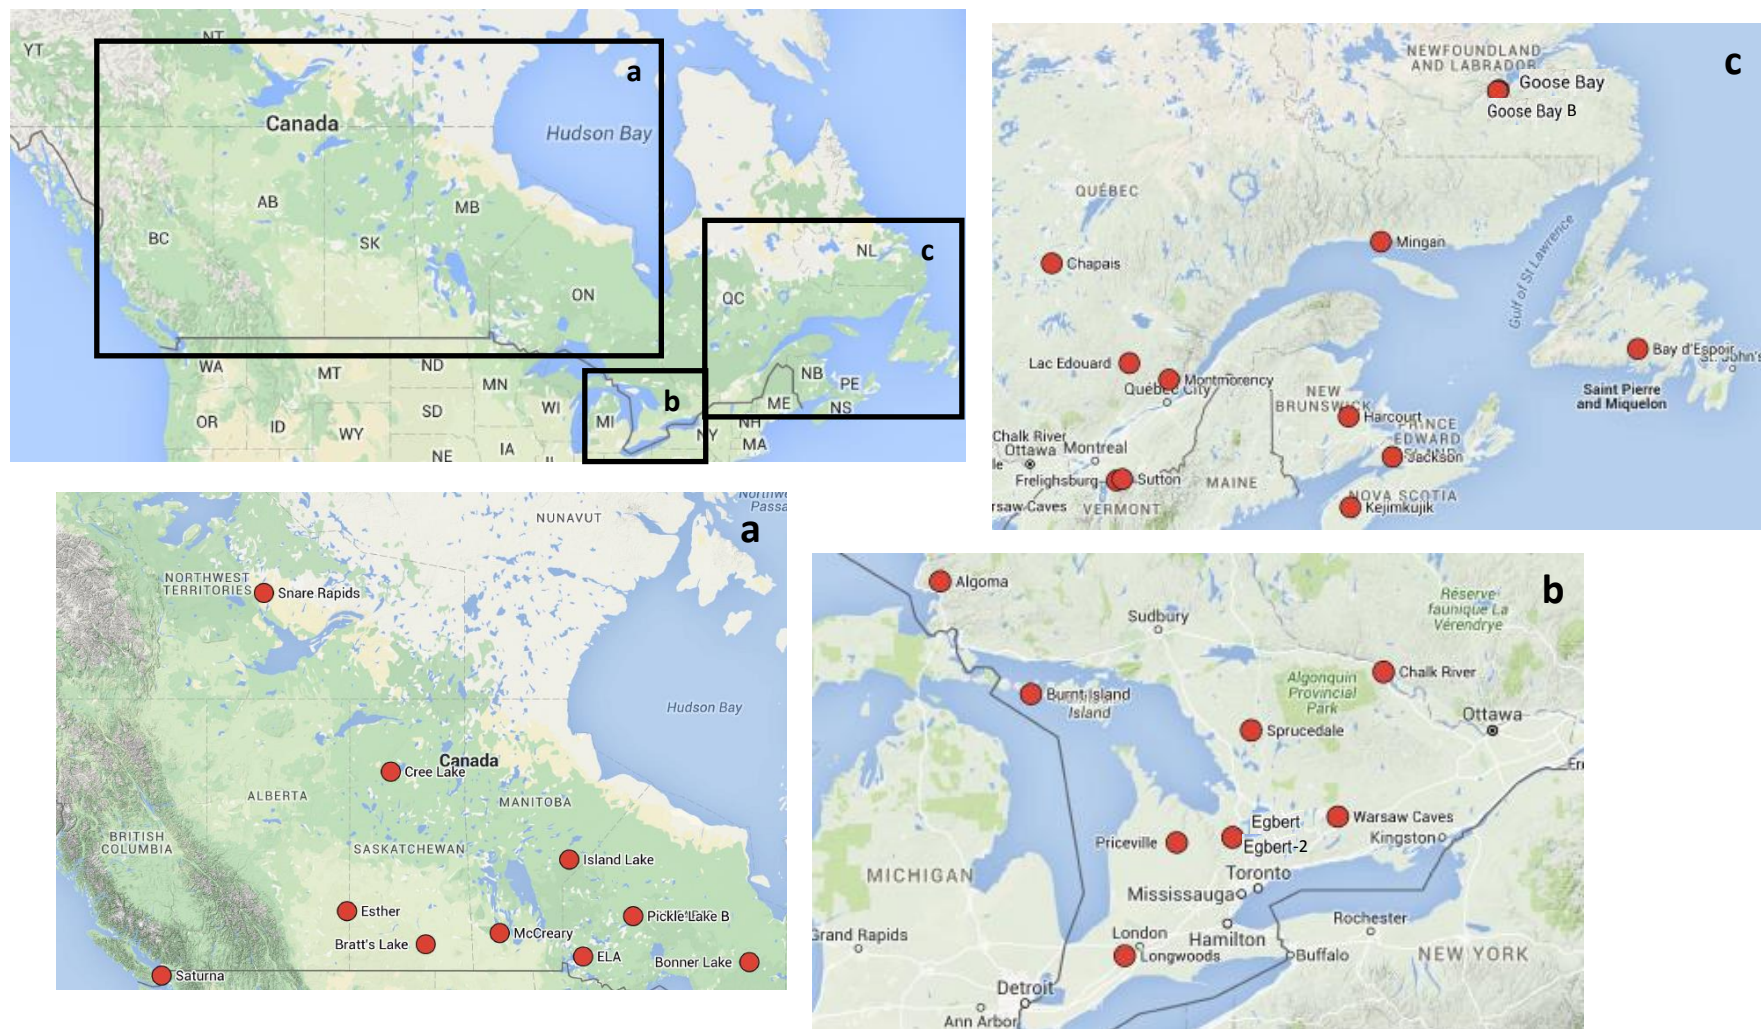 YT
NT
a
Canada
Hudson Bay
AB
MB
BC
SK
NL
c
ON
QC
WA
MT
ND
MN
NB
PE
b
MI
ME
NS
OR
ID
WY
SD
WI
NY
NH
IA
MA
NE
NEWFOUNDLAND
AND LABRADOR
c
Goose Bay
Goose Bay B
QUÉBEC
Gulf of St Lawrence
Mingan
Chapais
Bay d'Espoir
St. John's
Lac Edouard
Montmorency
Québec City
Saint Pierre
and Miquelon
NEW
BRUNSWICK
Harcourt
PRINCE
EDWARD
Jackson
Chalk River
Ottawa
Montreal
Frelighsburg
Sutton
MAINE
NOVA SCOTIA
Kejimkujik
rsaw Caves
VERMONT
Northwe
Passa
NUNAVUT
a
NORTHWEST
TERRITORIES
Snare Rapids
Hudson Bay
Canada
Cree Lake
ALBERTA
MANITOBA
BRITISH
COLUMBIA
SASKATCHEWAN
Island Lake
Esther
Pickle Lake B
McCreary
Bratt's Lake
ELA
Bonner Lake
Saturna
Algoma
b
Sudbury
Réserve
faunique La
Vérendrye
Chalk River
Algonquin
Provincial
Park
Burnt Island
Island
Ottawa
Sprucedale
Egbert
Egbert-2
Warsaw Caves
Kingston
Priceville
MICHIGAN
Toronto
Mississauga
Rochester
Grand Rapids
London
Hamilton
Longwoods
Buffalo
NEW YORK
Detroit
Ann Arbor